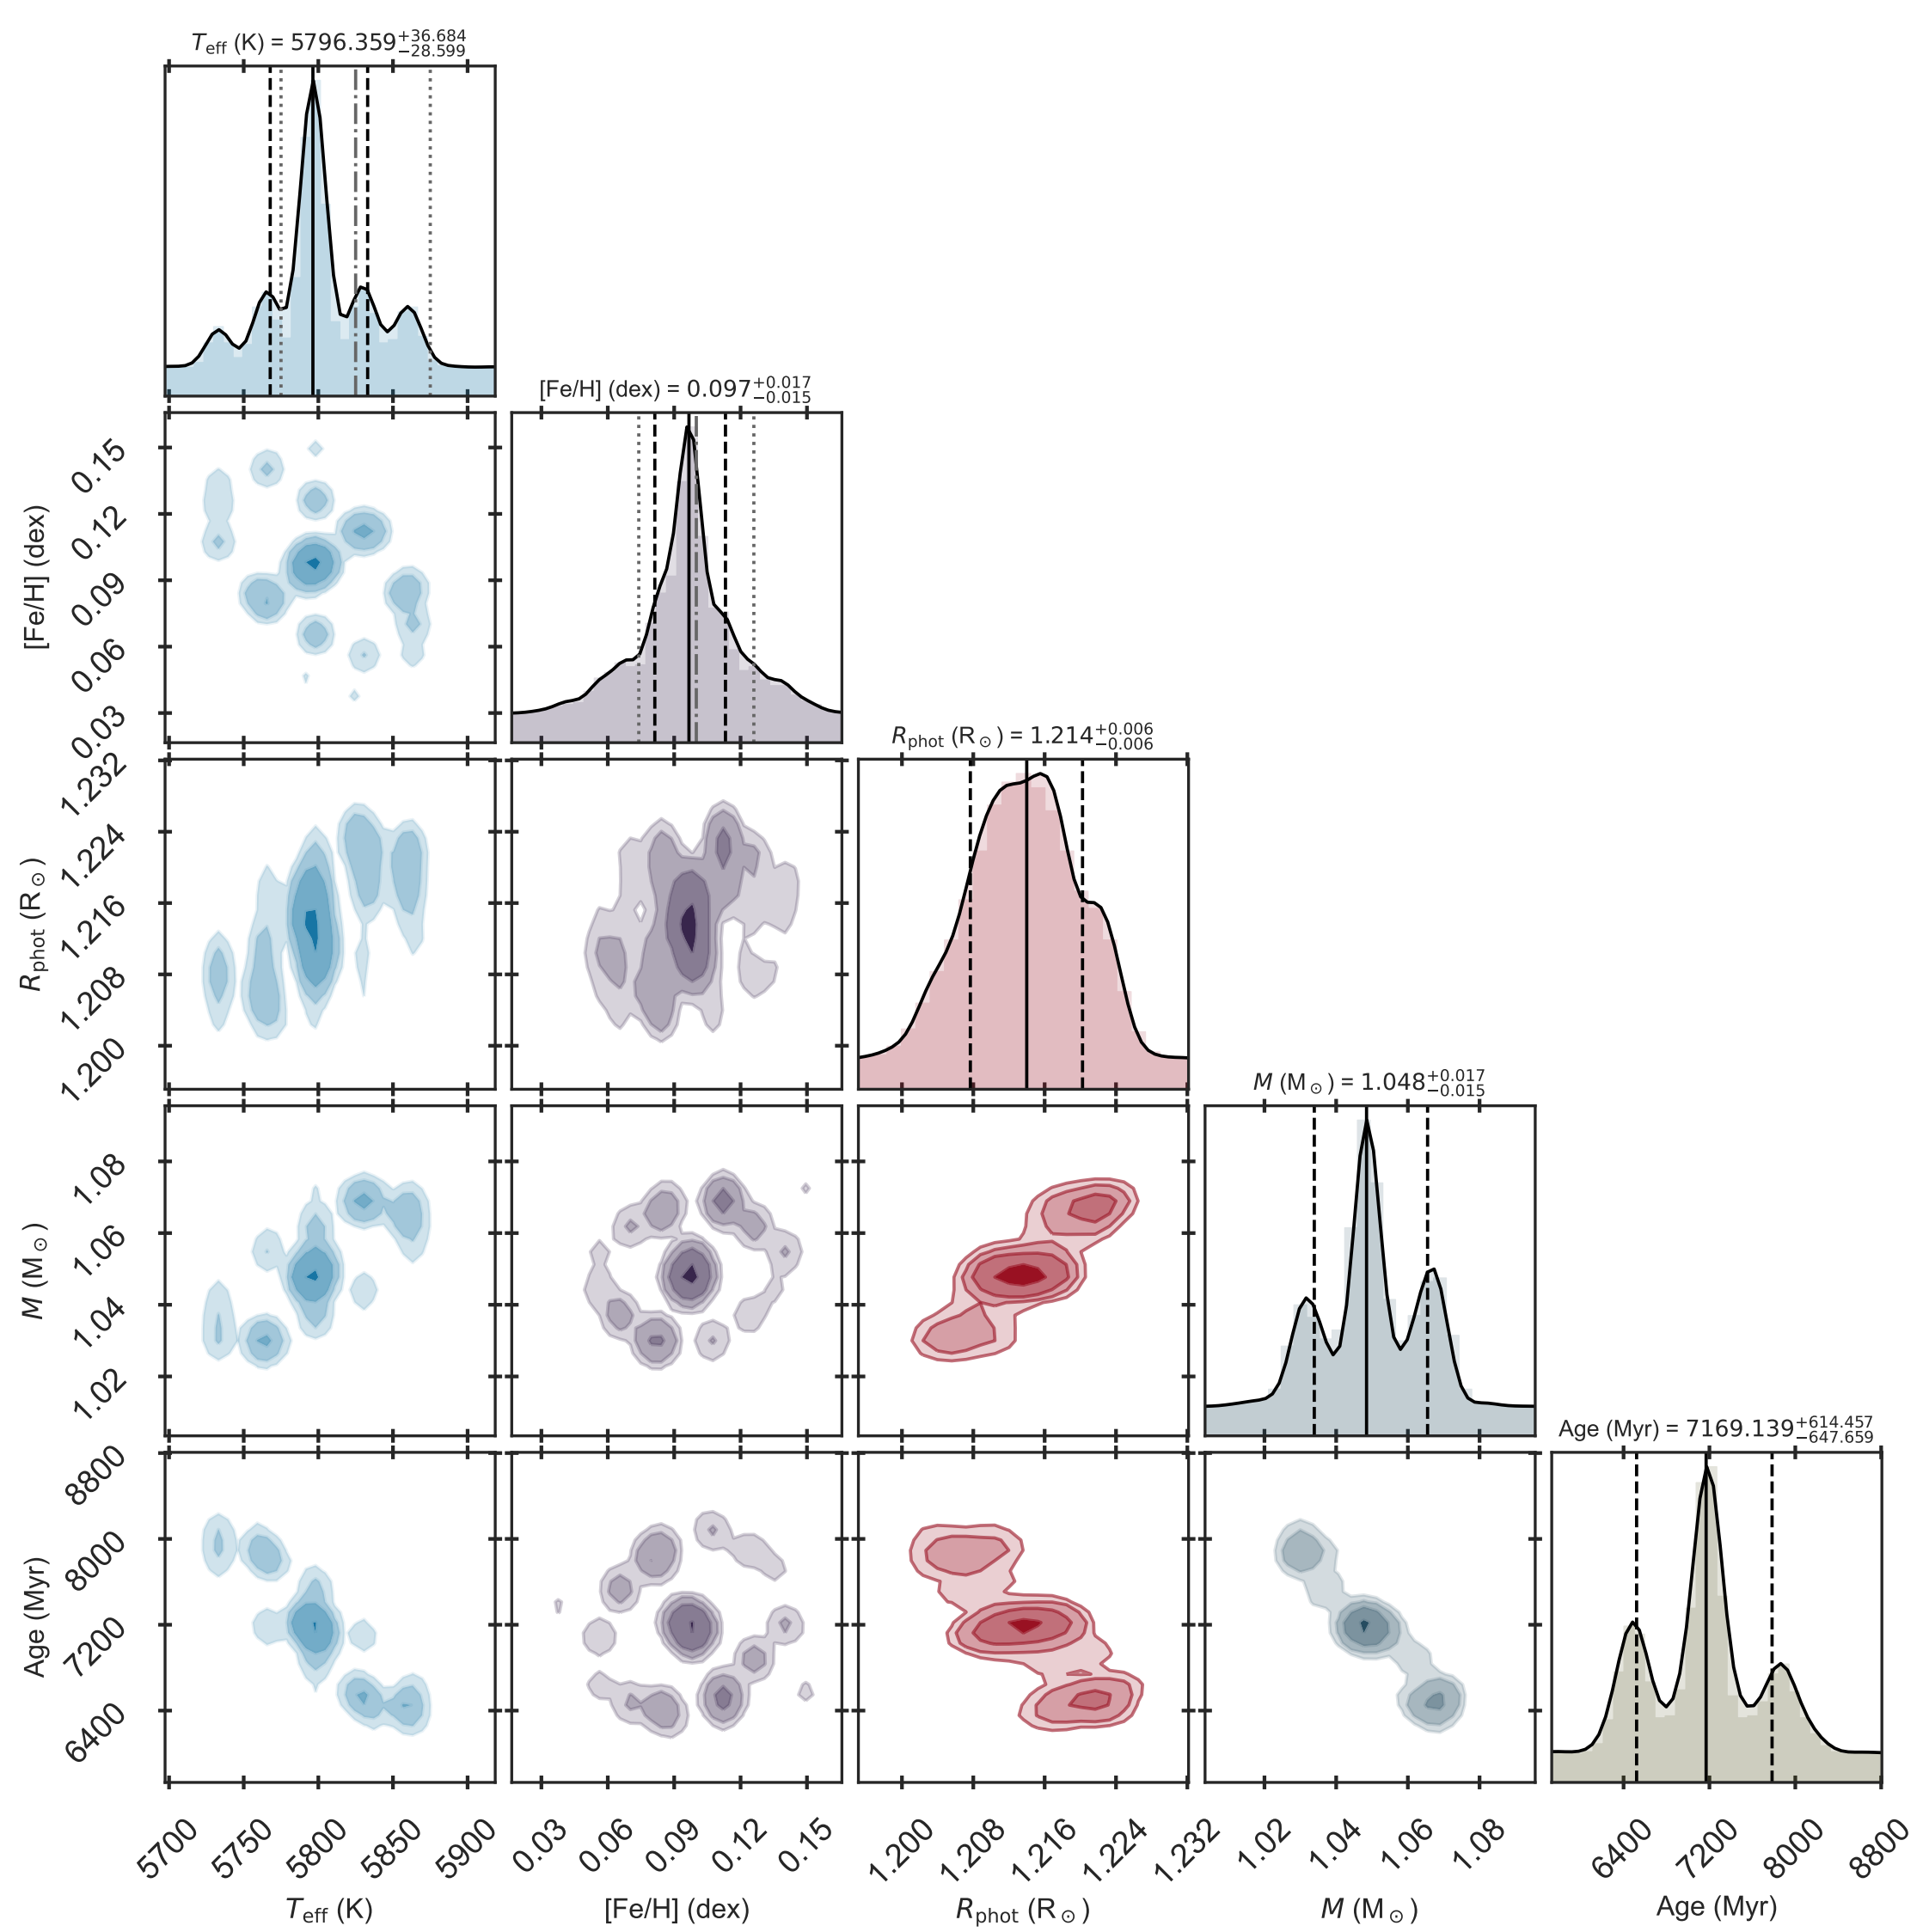 T_eff (K) = 5796.359 +36.684 −28.599
[Fe/H] (dex) = 0.097 +0.017 −0.015
0.15
0.12
0.09
0.06
0.03
[Fe/H] (dex)
R_phot (R⊙) = 1.214 +0.006 −0.006
1.232
1.224
1.216
1.208
1.200
R_phot (R⊙)
M (M⊙) = 1.048 +0.017 −0.015
1.08
1.06
1.04
1.02
M (M⊙)
Age (Myr) = 7169.139 +614.457 −647.659
8800
8000
7200
6400
Age (Myr)
5700 5750 5800 5850 5900 0.03 0.06 0.09 0.12 0.15 1.200 1.208 1.216 1.224 1.232 1.02 1.04 1.06 1.08 6400 7200 8000 8800
T_eff (K) [Fe/H] (dex) R_phot (R⊙) M (M⊙) Age (Myr)